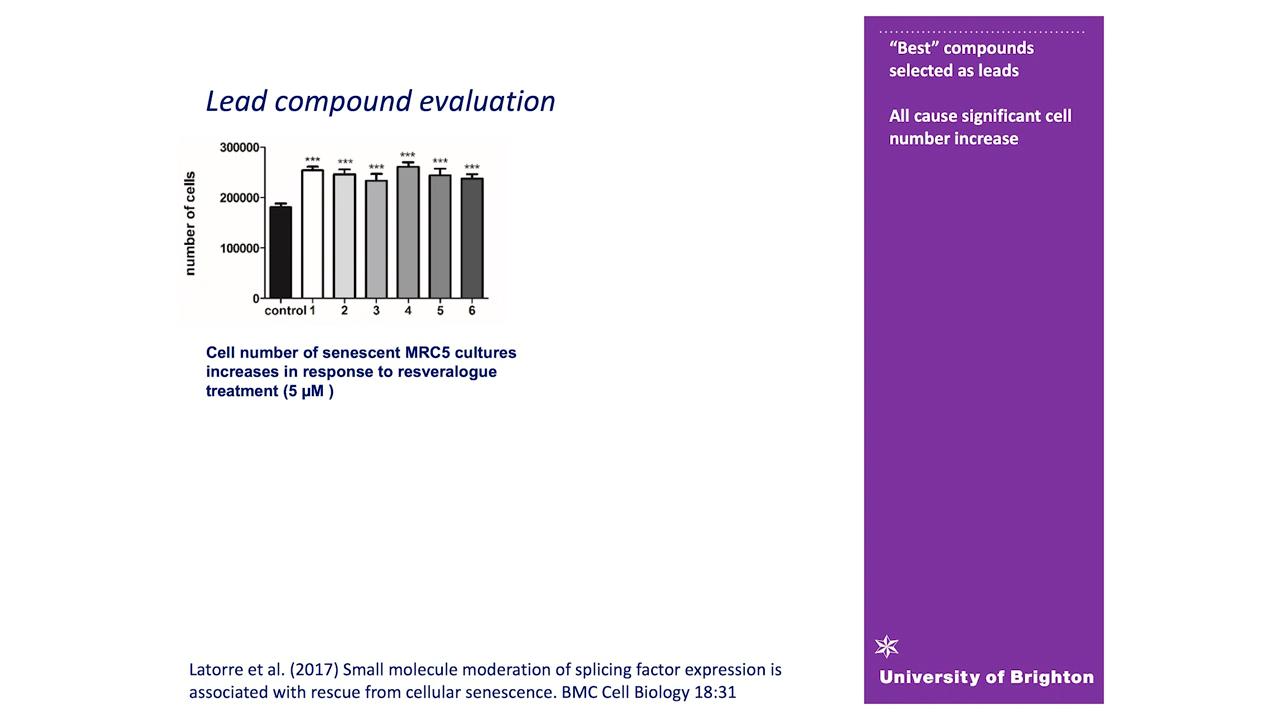 Lead compound evaluation
300000
200000
100000
0
number of cells
*** *** *** *** *** ***
control 1 2 3 4 5 6
Cell number of senescent MRC5 cultures
increases in response to resveralogue
treatment (5 µM )
Latorre et al. (2017) Small molecule moderation of splicing factor expression is
associated with rescue from cellular senescence. BMC Cell Biology 18:31
“Best” compounds
selected as leads
All cause significant cell
number increase
University of Brighton